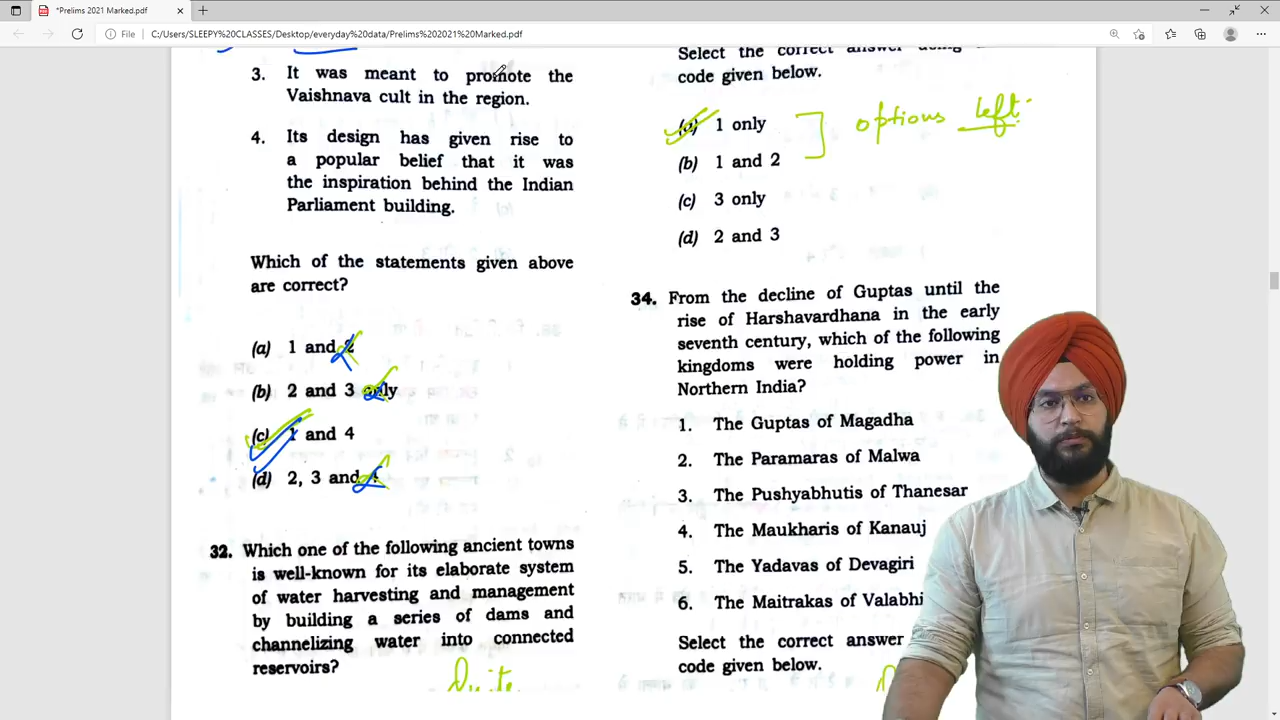 *Prelims 2021 Marked.pdf
File
C:/Users/SLEEPY%20CLASSES/Desktop/everyday%20data/Prelims%202021%20Marked.pdf
3. It was meant to promote the
Vaishnava cult in the region.
4. Its design has given rise to
a popular belief that it was
the inspiration behind the Indian
Parliament building.
Which of the statements given above
are correct?
(a) 1 and 2
(b) 2 and 3 only
(c) 1 and 4
(d) 2, 3 and 4
32. Which one of the following ancient towns
is well-known for its elaborate system
of water harvesting and management
by building a series of dams and
channelizing water into connected
reservoirs?
Quite
Select the correct answer using
code given below.
(a) 1 only
(b) 1 and 2
options left
(c) 3 only
(d) 2 and 3
34. From the decline of Guptas until the
rise of Harshavardhana in the early
seventh century, which of the following
kingdoms were holding power in
Northern India?
1. The Guptas of Magadha
2. The Paramaras of Malwa
3. The Pushyabhutis of Thanesar
4. The Maukharis of Kanauj
5. The Yadavas of Devagiri
6. The Maitrakas of Valabhi
Select the correct answer
code given below.